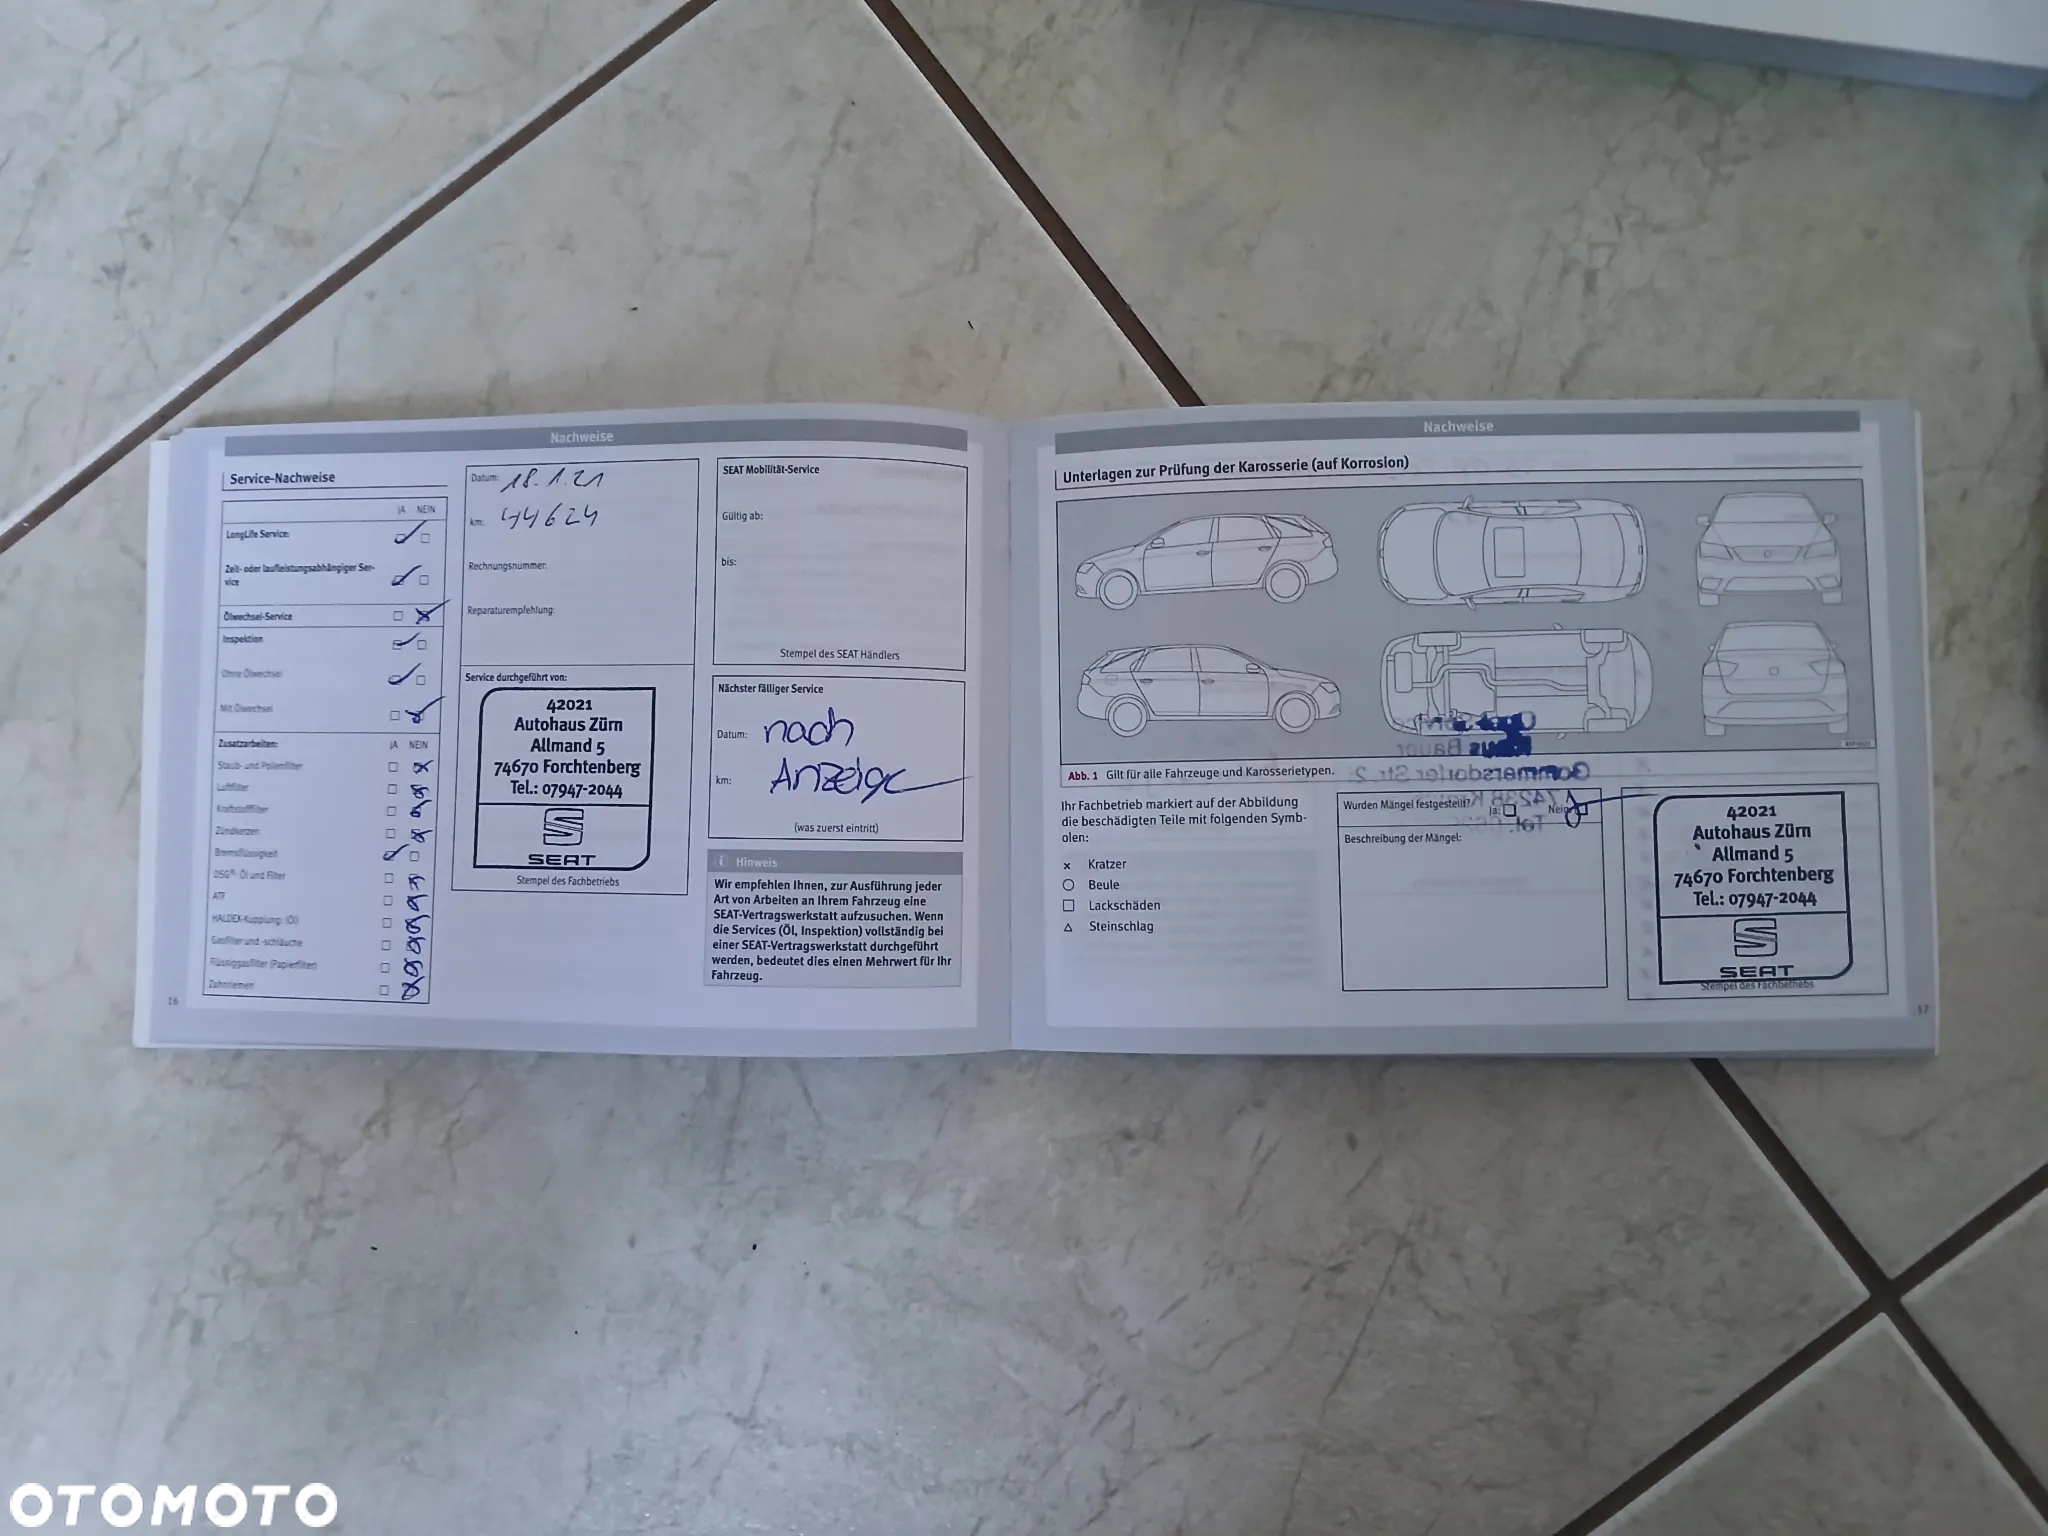 Nachweise
Service-Nachweise
JA NEIN
LongLife Service:
Zeit- oder laufleistungsabhängiger Ser-
vice
Ölwechsel-Service
Inspektion
Ohne Ölwechsel
Mit Ölwechsel
Zusatzarbeiten: JA NEIN
Staub- und Pollenfilter
Luftfilter
Kraftstofffilter
Zündkerzen
Bremsflüssigkeit
DSG®-Öl und Filter
ATF
HALDEX-Kupplung: (Öl)
Gasfilter und -schläuche
Flüssiggasfilter (Papierfilter)
Zahnriemen
16
Datum: 18.1.21
km: 44624
Rechnungsnummer:
Reparaturempfehlung:
Service durchgeführt von:
42021
Autohaus Zürn
Allmand 5
74670 Forchtenberg
Tel.: 07947-2044
SEAT
Stempel des Fachbetriebs
SEAT Mobilität-Service
Gültig ab:
bis:
Stempel des SEAT Händlers
Nächster fälliger Service
Datum: nach
km: Anzeige
(was zuerst eintritt)
i Hinweis
Wir empfehlen Ihnen, zur Ausführung jeder
Art von Arbeiten an Ihrem Fahrzeug eine
SEAT-Vertragswerkstatt aufzusuchen. Wenn
die Services (Öl, Inspektion) vollständig bei
einer SEAT-Vertragswerkstatt durchgeführt
werden, bedeutet dies einen Mehrwert für Ihr
Fahrzeug.
Nachweise
Unterlagen zur Prüfung der Karosserie (auf Korrosion)
Abb. 1 Gilt für alle Fahrzeuge und Karosserietypen.
Ihr Fachbetrieb markiert auf der Abbildung
die beschädigten Teile mit folgenden Symb-
olen:
x Kratzer
○ Beule
□ Lackschäden
△ Steinschlag
Wurden Mängel festgestellt? Ja: Nein:
Beschreibung der Mängel:
42021
Autohaus Zürn
Allmand 5
74670 Forchtenberg
Tel.: 07947-2044
SEAT
Stempel des Fachbetriebs
17
OTOMOTO